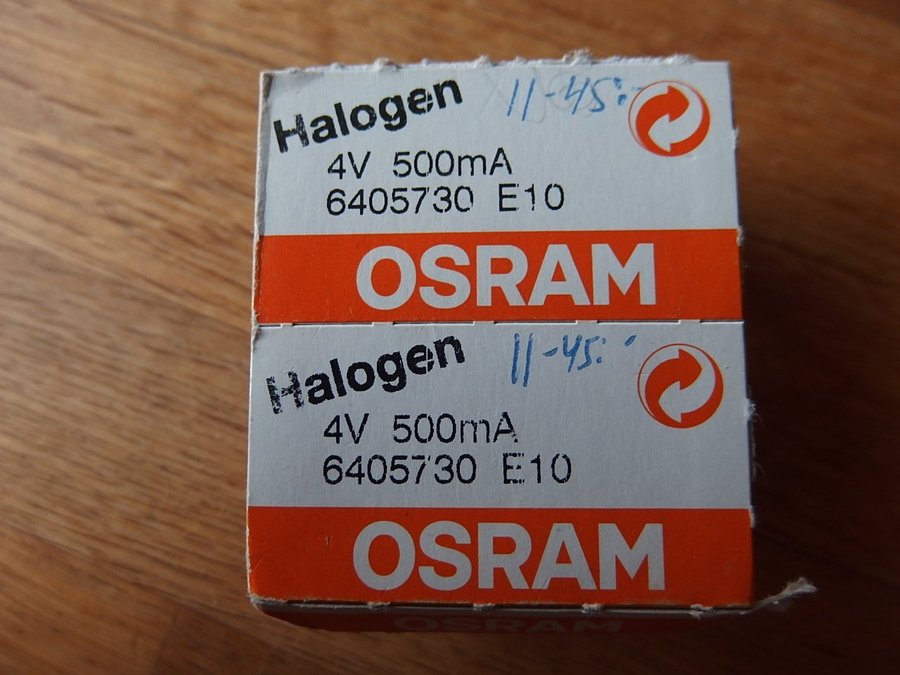 Halogen 11-45:-
4V 500mA
6405730 E10
OSRAM
Halogen 11-45:-
4V 500mA
6405730 E10
OSRAM
OSRAM